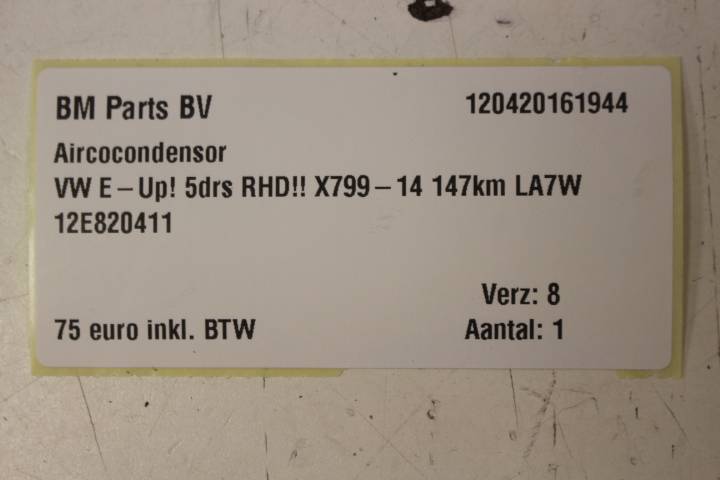 BM Parts BV 120420161944
Aircocondensor
VW E-Up! 5drs RHD!! X799-14 147km LA7W
12E820411
Verz: 8
75 euro inkl. BTW Aantal: 1